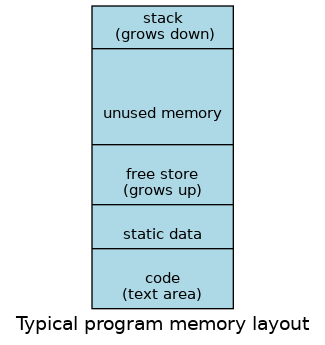 stack
(grows down)
unused memory
free store
(grows up)
static data
code
(text area)
Typical program memory layout